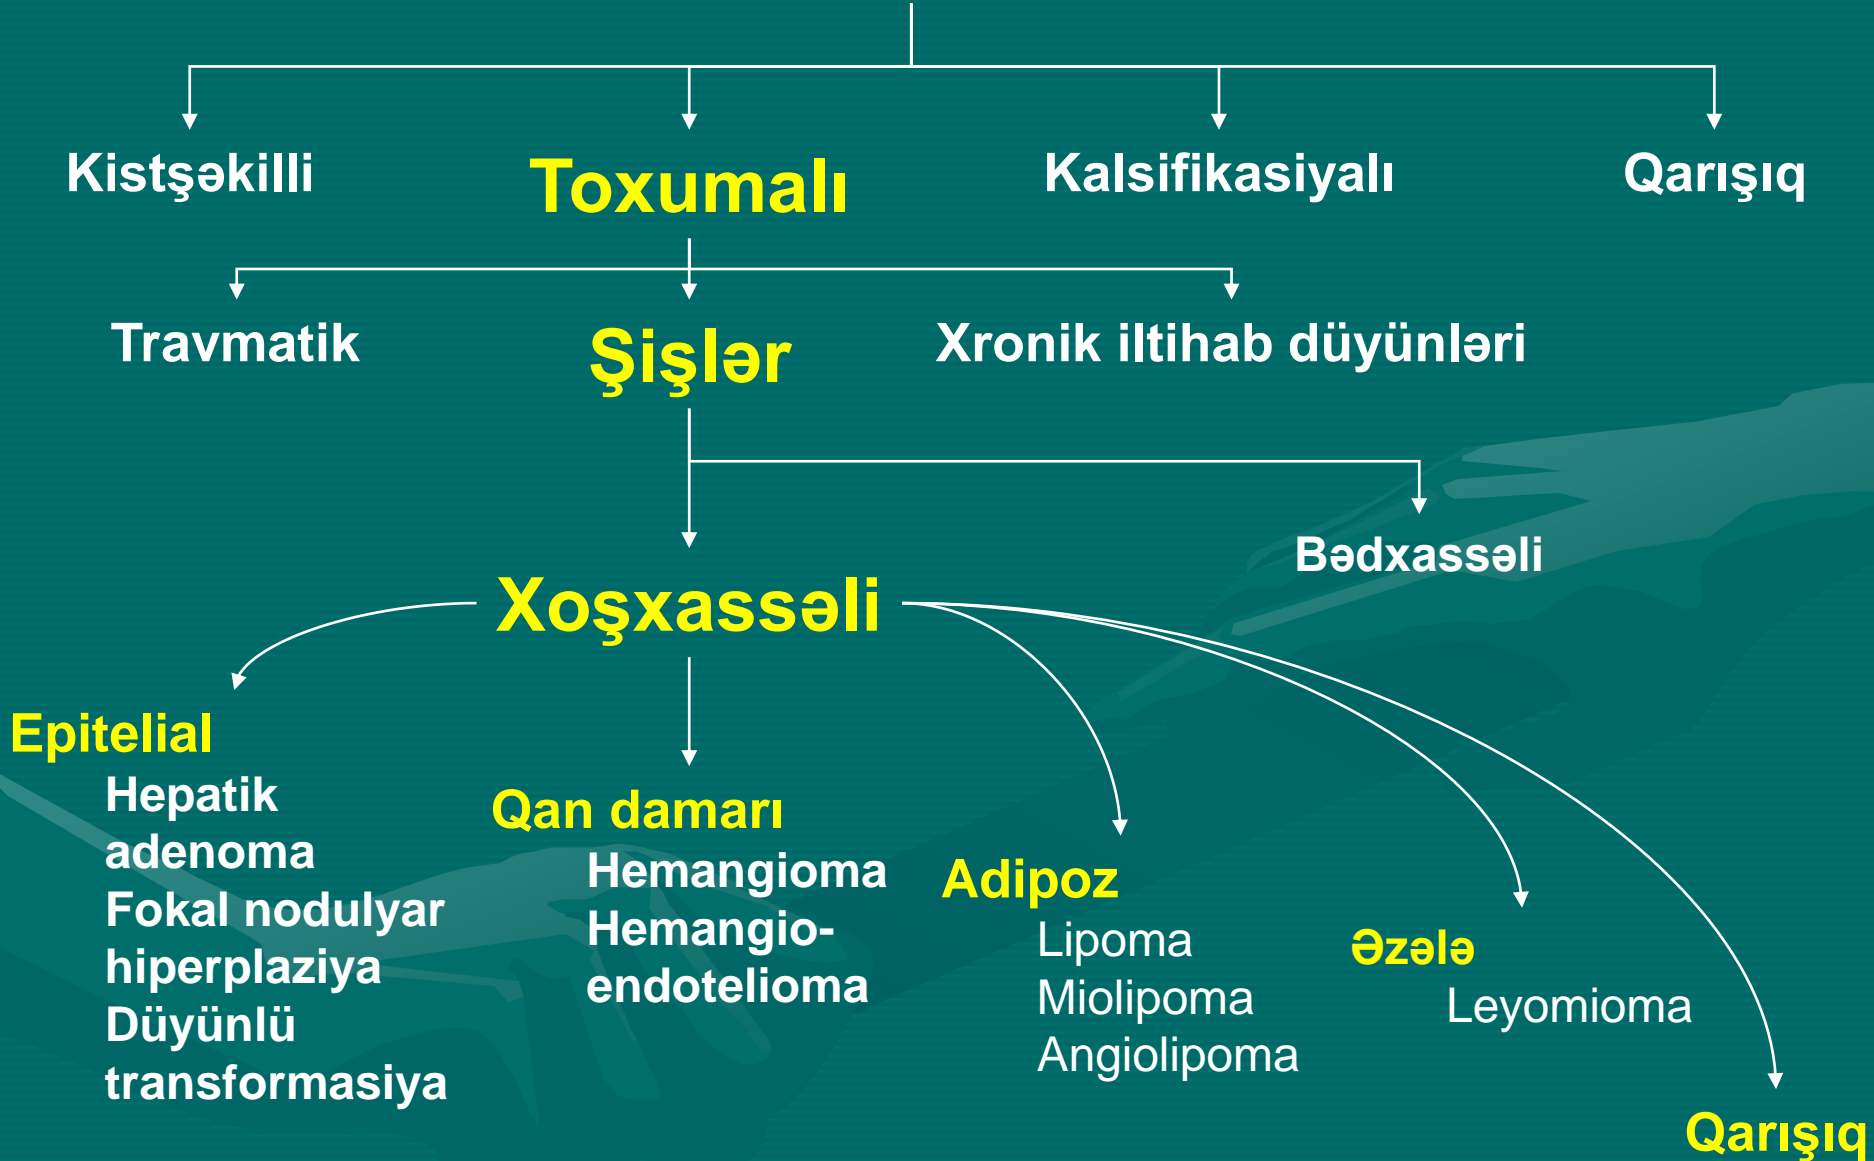 Kistşəkilli
Toxumalı
Kalsifikasiyalı
Qarışıq
Travmatik
Şişlər
Xronik iltihab düyünləri
Bədxassəli
Xoşxassəli
Epitelial
Hepatik
adenoma
Fokal nodulyar
hiperplaziya
Düyünlü
transformasiya
Qan damarı
Hemangioma
Hemangio-
endotelioma
Adipoz
Lipoma
Miolipoma
Angiolipoma
Əzələ
Leyomioma
Qarışıq